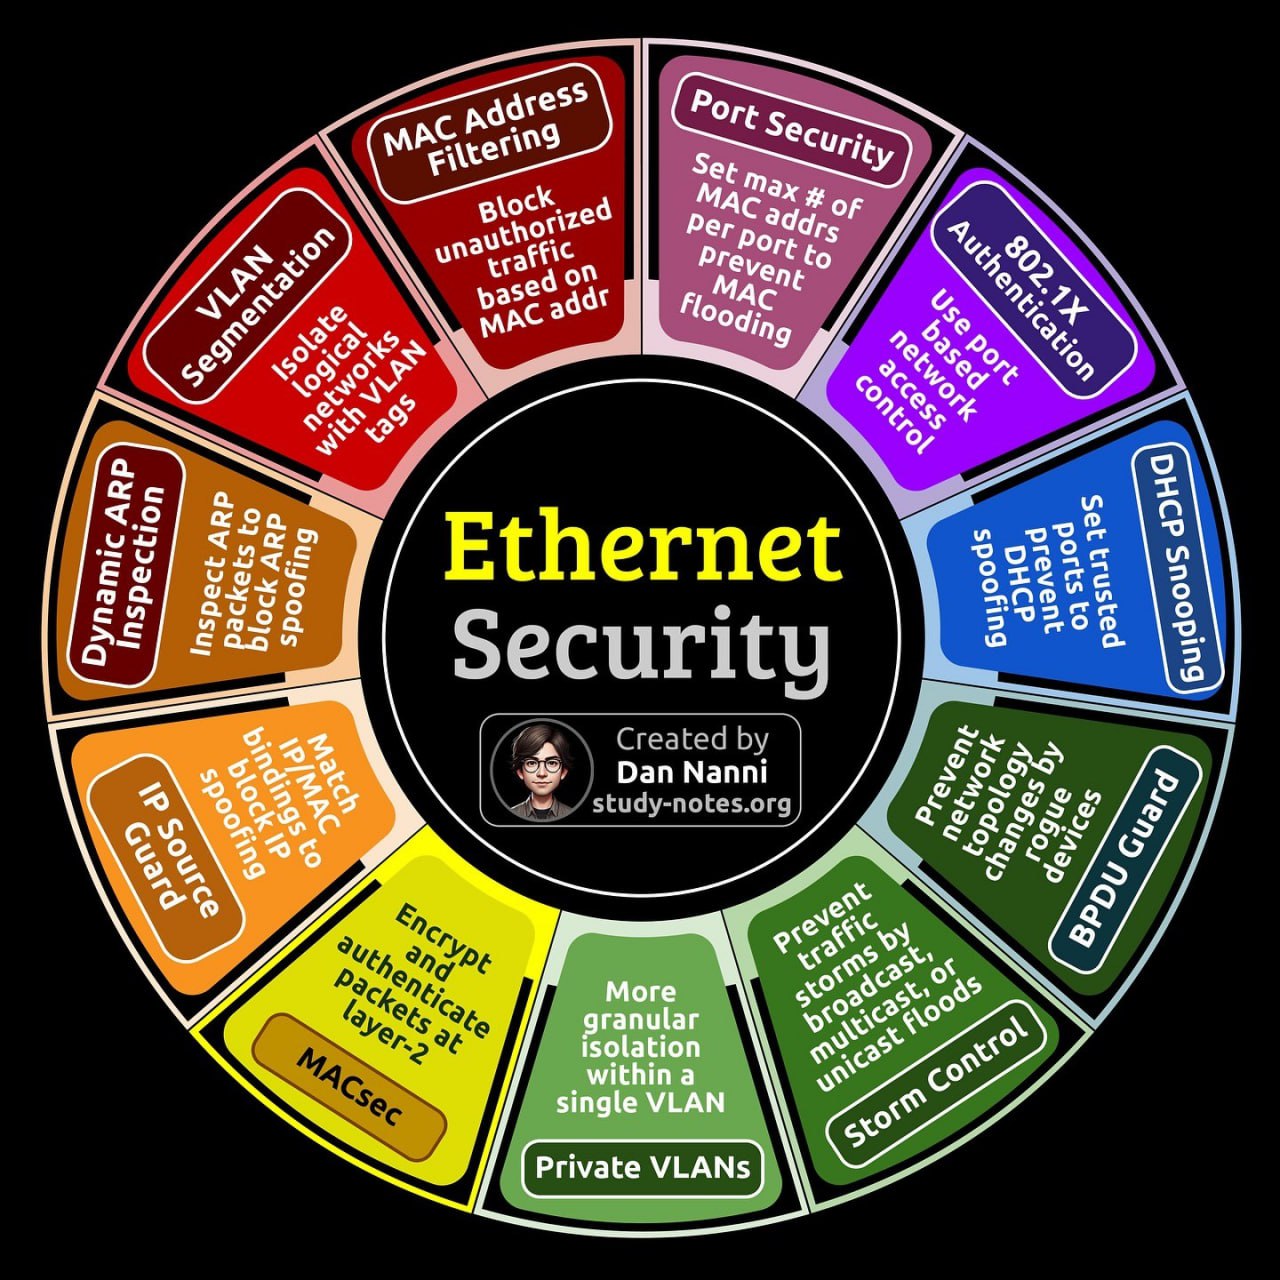 Ethernet
Security
Created by
Dan Nanni
study-notes.org
Port Security
Set max # of
MAC addrs
per port to
prevent
MAC
flooding
802.1X
Authentication
Use port
based
network
access
control
DHCP Snooping
Set trusted
ports to
prevent
DHCP
spoofing
BPDU Guard
Prevent
network
topology
changes by
rogue
devices
Storm Control
Prevent
traffic
storms by
broadcast,
multicast, or
unicast floods
Private VLANs
More
granular
isolation
within a
single VLAN
MACsec
Encrypt
and
authenticate
packets at
layer-2
IP Source
Guard
Match
IP/MAC
bindings to
block IP
spoofing
Dynamic ARP
Inspection
Inspect ARP
packets to
block ARP
spoofing
VLAN
Segmentation
Isolate
logical
networks
with VLAN
tags
MAC Address
Filtering
Block
unauthorized
traffic
based on
MAC addr